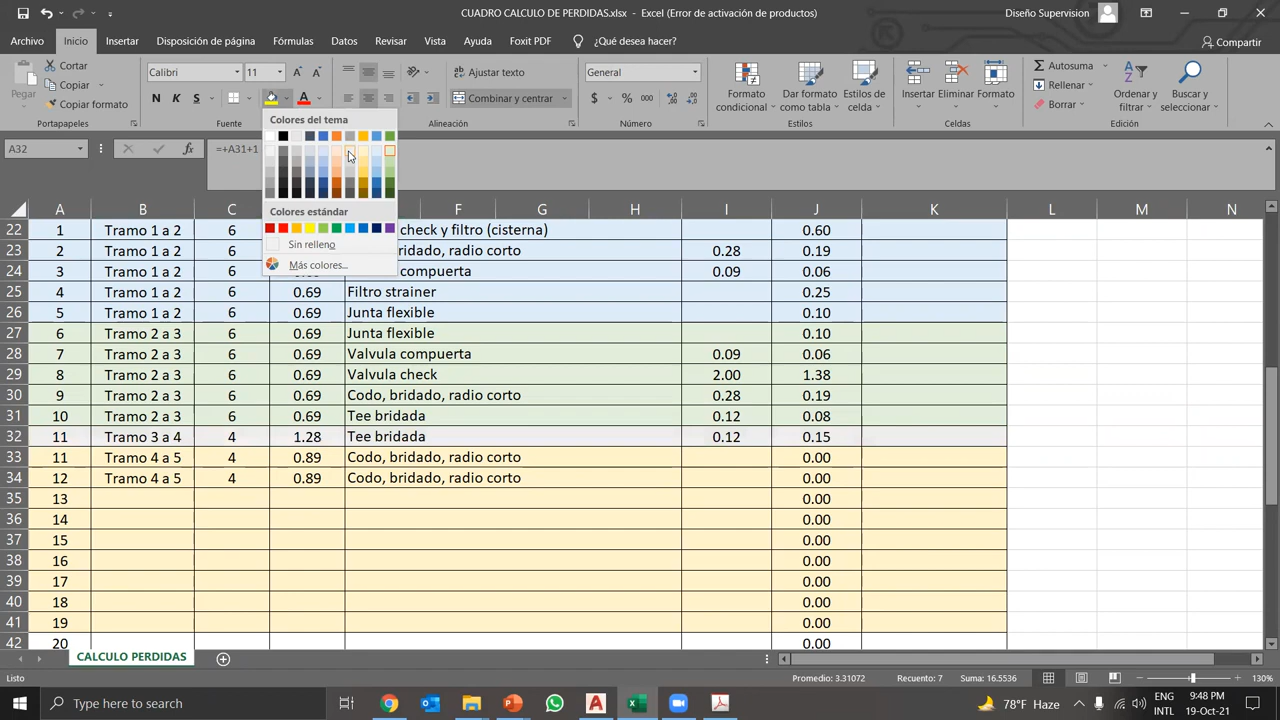 CUADRO CALCULO DE PERDIDAS.xlsx - Excel (Error de activación de productos)
Diseño Supervision
Archivo Inicio Insertar Disposición de página Fórmulas Datos Revisar Vista Ayuda Foxit PDF ¿Qué desea hacer? Compartir
Pegar
Cortar
Copiar
Copiar formato
Portapapeles
Calibri 11
N K S
Fuente
Ajustar texto
Combinar y centrar
Alineación
General
$ % 000
Número
Formato condicional
Dar formato como tabla
Estilos de celda
Estilos
Insertar Eliminar Formato
Celdas
Autosuma
Rellenar
Borrar
Ordenar y filtrar
Buscar y seleccionar
Edición
A32 fx =+A31+1
Colores del tema
Colores estándar
Sin relleno
Más colores...
A B C F G H I J K L M N
22 1 Tramo 1 a 2 6 check y filtro (cisterna) 0.60
23 2 Tramo 1 a 2 6 bridado, radio corto 0.28 0.19
24 3 Tramo 1 a 2 6 compuerta 0.09 0.06
25 4 Tramo 1 a 2 6 0.69 Filtro strainer 0.25
26 5 Tramo 1 a 2 6 0.69 Junta flexible 0.10
27 6 Tramo 2 a 3 6 0.69 Junta flexible 0.10
28 7 Tramo 2 a 3 6 0.69 Valvula compuerta 0.09 0.06
29 8 Tramo 2 a 3 6 0.69 Valvula check 2.00 1.38
30 9 Tramo 2 a 3 6 0.69 Codo, bridado, radio corto 0.28 0.19
31 10 Tramo 2 a 3 6 0.69 Tee bridada 0.12 0.08
32 11 Tramo 3 a 4 4 1.28 Tee bridada 0.12 0.15
33 11 Tramo 4 a 5 4 0.89 Codo, bridado, radio corto 0.00
34 12 Tramo 4 a 5 4 0.89 Codo, bridado, radio corto 0.00
35 13 0.00
36 14 0.00
37 15 0.00
38 16 0.00
39 17 0.00
40 18 0.00
41 19 0.00
42 20 0.00
CALCULO PERDIDAS
Listo
Promedio: 3.31072 Recuento: 7 Suma: 16.5536
130%
Type here to search
78°F Haze
ENG
INTL
9:48 PM
19-Oct-21